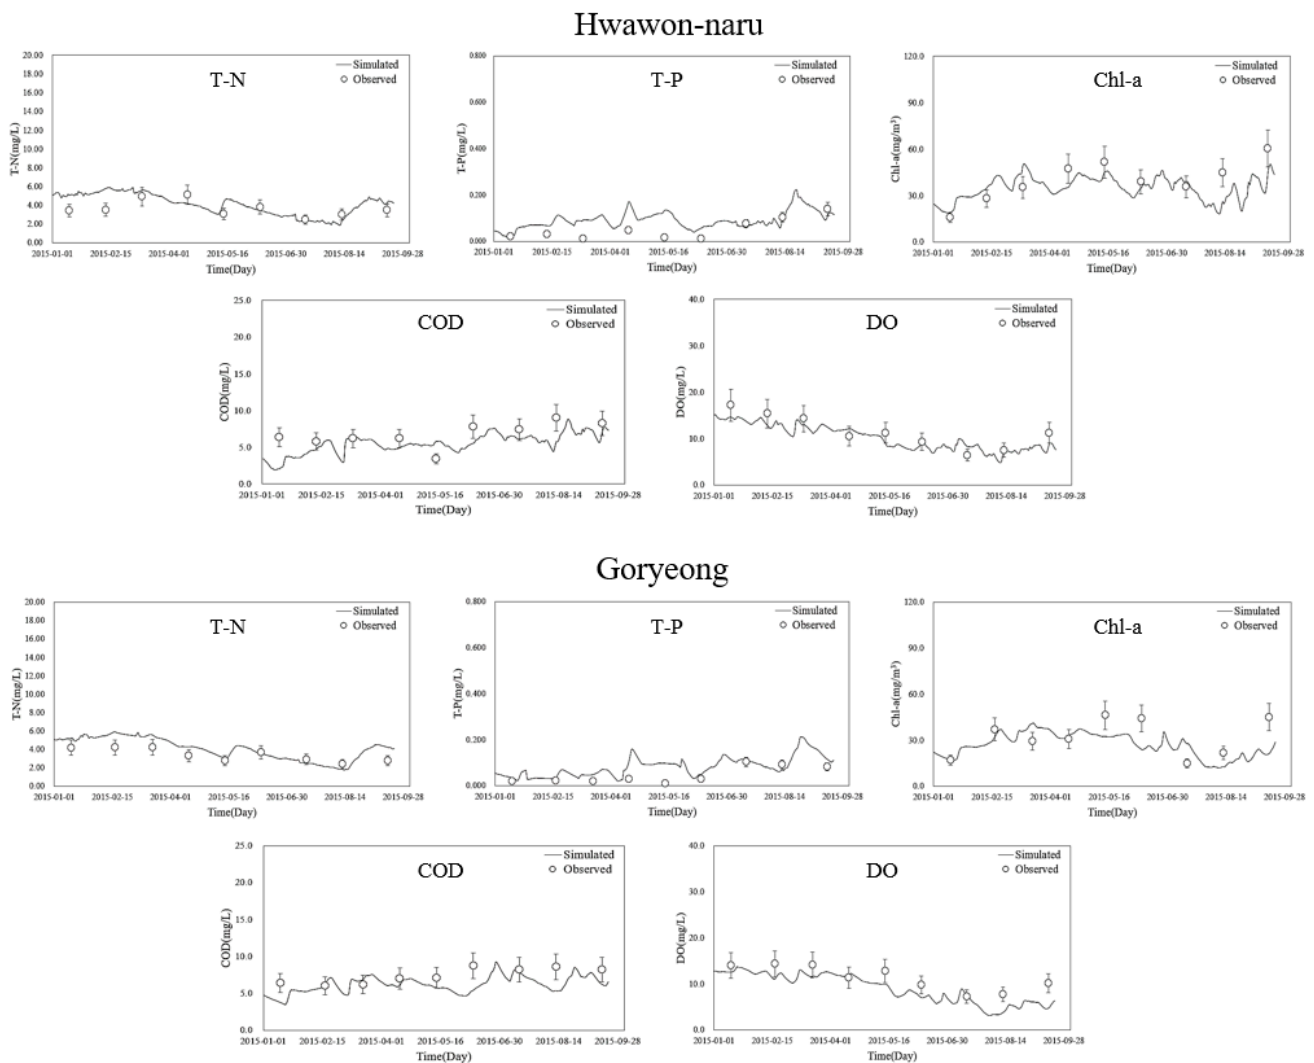 Hwawon-naru
T-N
Simulated
Observed
T-N(mg/L)
20.00
18.00
16.00
14.00
12.00
10.00
8.00
6.00
4.00
2.00
0.00
2015-01-01 2015-02-15 2015-04-01 2015-05-16 2015-06-30 2015-08-14 2015-09-28
Time(Day)
T-P
Simulated
Observed
T-P(mg/L)
0.800
0.600
0.400
0.200
0.000
2015-01-01 2015-02-15 2015-04-01 2015-05-16 2015-06-30 2015-08-14 2015-09-28
Time(Day)
Chl-a
Simulated
Observed
Chl-a(mg/m³)
120.0
90.0
60.0
30.0
0.0
2015-01-01 2015-02-15 2015-04-01 2015-05-16 2015-06-30 2015-08-14 2015-09-28
Time(Day)
COD
Simulated
Observed
COD(mg/L)
25.0
20.0
15.0
10.0
5.0
0.0
2015-01-01 2015-02-15 2015-04-01 2015-05-16 2015-06-30 2015-08-14 2015-09-28
Time(Day)
DO
Simulated
Observed
DO(mg/L)
40.0
30.0
20.0
10.0
0.0
2015-01-01 2015-02-15 2015-04-01 2015-05-16 2015-06-30 2015-08-14 2015-09-28
Time(Day)
Goryeong
T-N
Simulated
Observed
T-N(mg/L)
20.00
18.00
16.00
14.00
12.00
10.00
8.00
6.00
4.00
2.00
0.00
2015-01-01 2015-02-15 2015-04-01 2015-05-16 2015-06-30 2015-08-14 2015-09-28
Time(Day)
T-P
Simulated
Observed
T-P(mg/L)
0.800
0.600
0.400
0.200
0.000
2015-01-01 2015-02-15 2015-04-01 2015-05-16 2015-06-30 2015-08-14 2015-09-28
Time(Day)
Chl-a
Simulated
Observed
Chl-a(mg/m³)
120.0
90.0
60.0
30.0
0.0
2015-01-01 2015-02-15 2015-04-01 2015-05-16 2015-06-30 2015-08-14 2015-09-28
Time(Day)
COD
Simulated
Observed
COD(mg/L)
25.0
20.0
15.0
10.0
5.0
0.0
2015-01-01 2015-02-15 2015-04-01 2015-05-16 2015-06-30 2015-08-14 2015-09-28
Time(Day)
DO
Simulated
Observed
DO(mg/L)
40.0
30.0
20.0
10.0
0.0
2015-01-01 2015-02-15 2015-04-01 2015-05-16 2015-06-30 2015-08-14 2015-09-28
Time(Day)